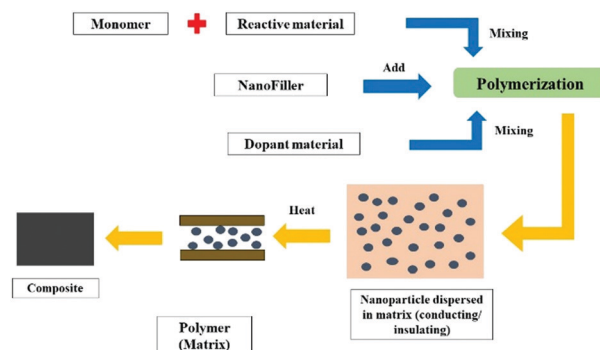 Monomer
Reactive material
Mixing
NanoFiller
Add
Polymerization
Dopant material
Mixing
Heat
Composite
Polymer
(Matrix)
Nanoparticle dispersed
in matrix (conducting/
insulating)